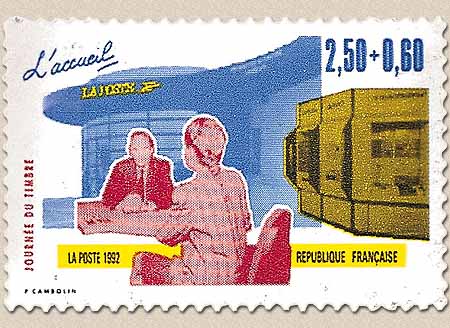 L'accueil
2,50+0,60
LA POSTE
JOURNÉE DU TIMBRE
LA POSTE 1992
REPUBLIQUE FRANÇAISE
P CAMBOLIN